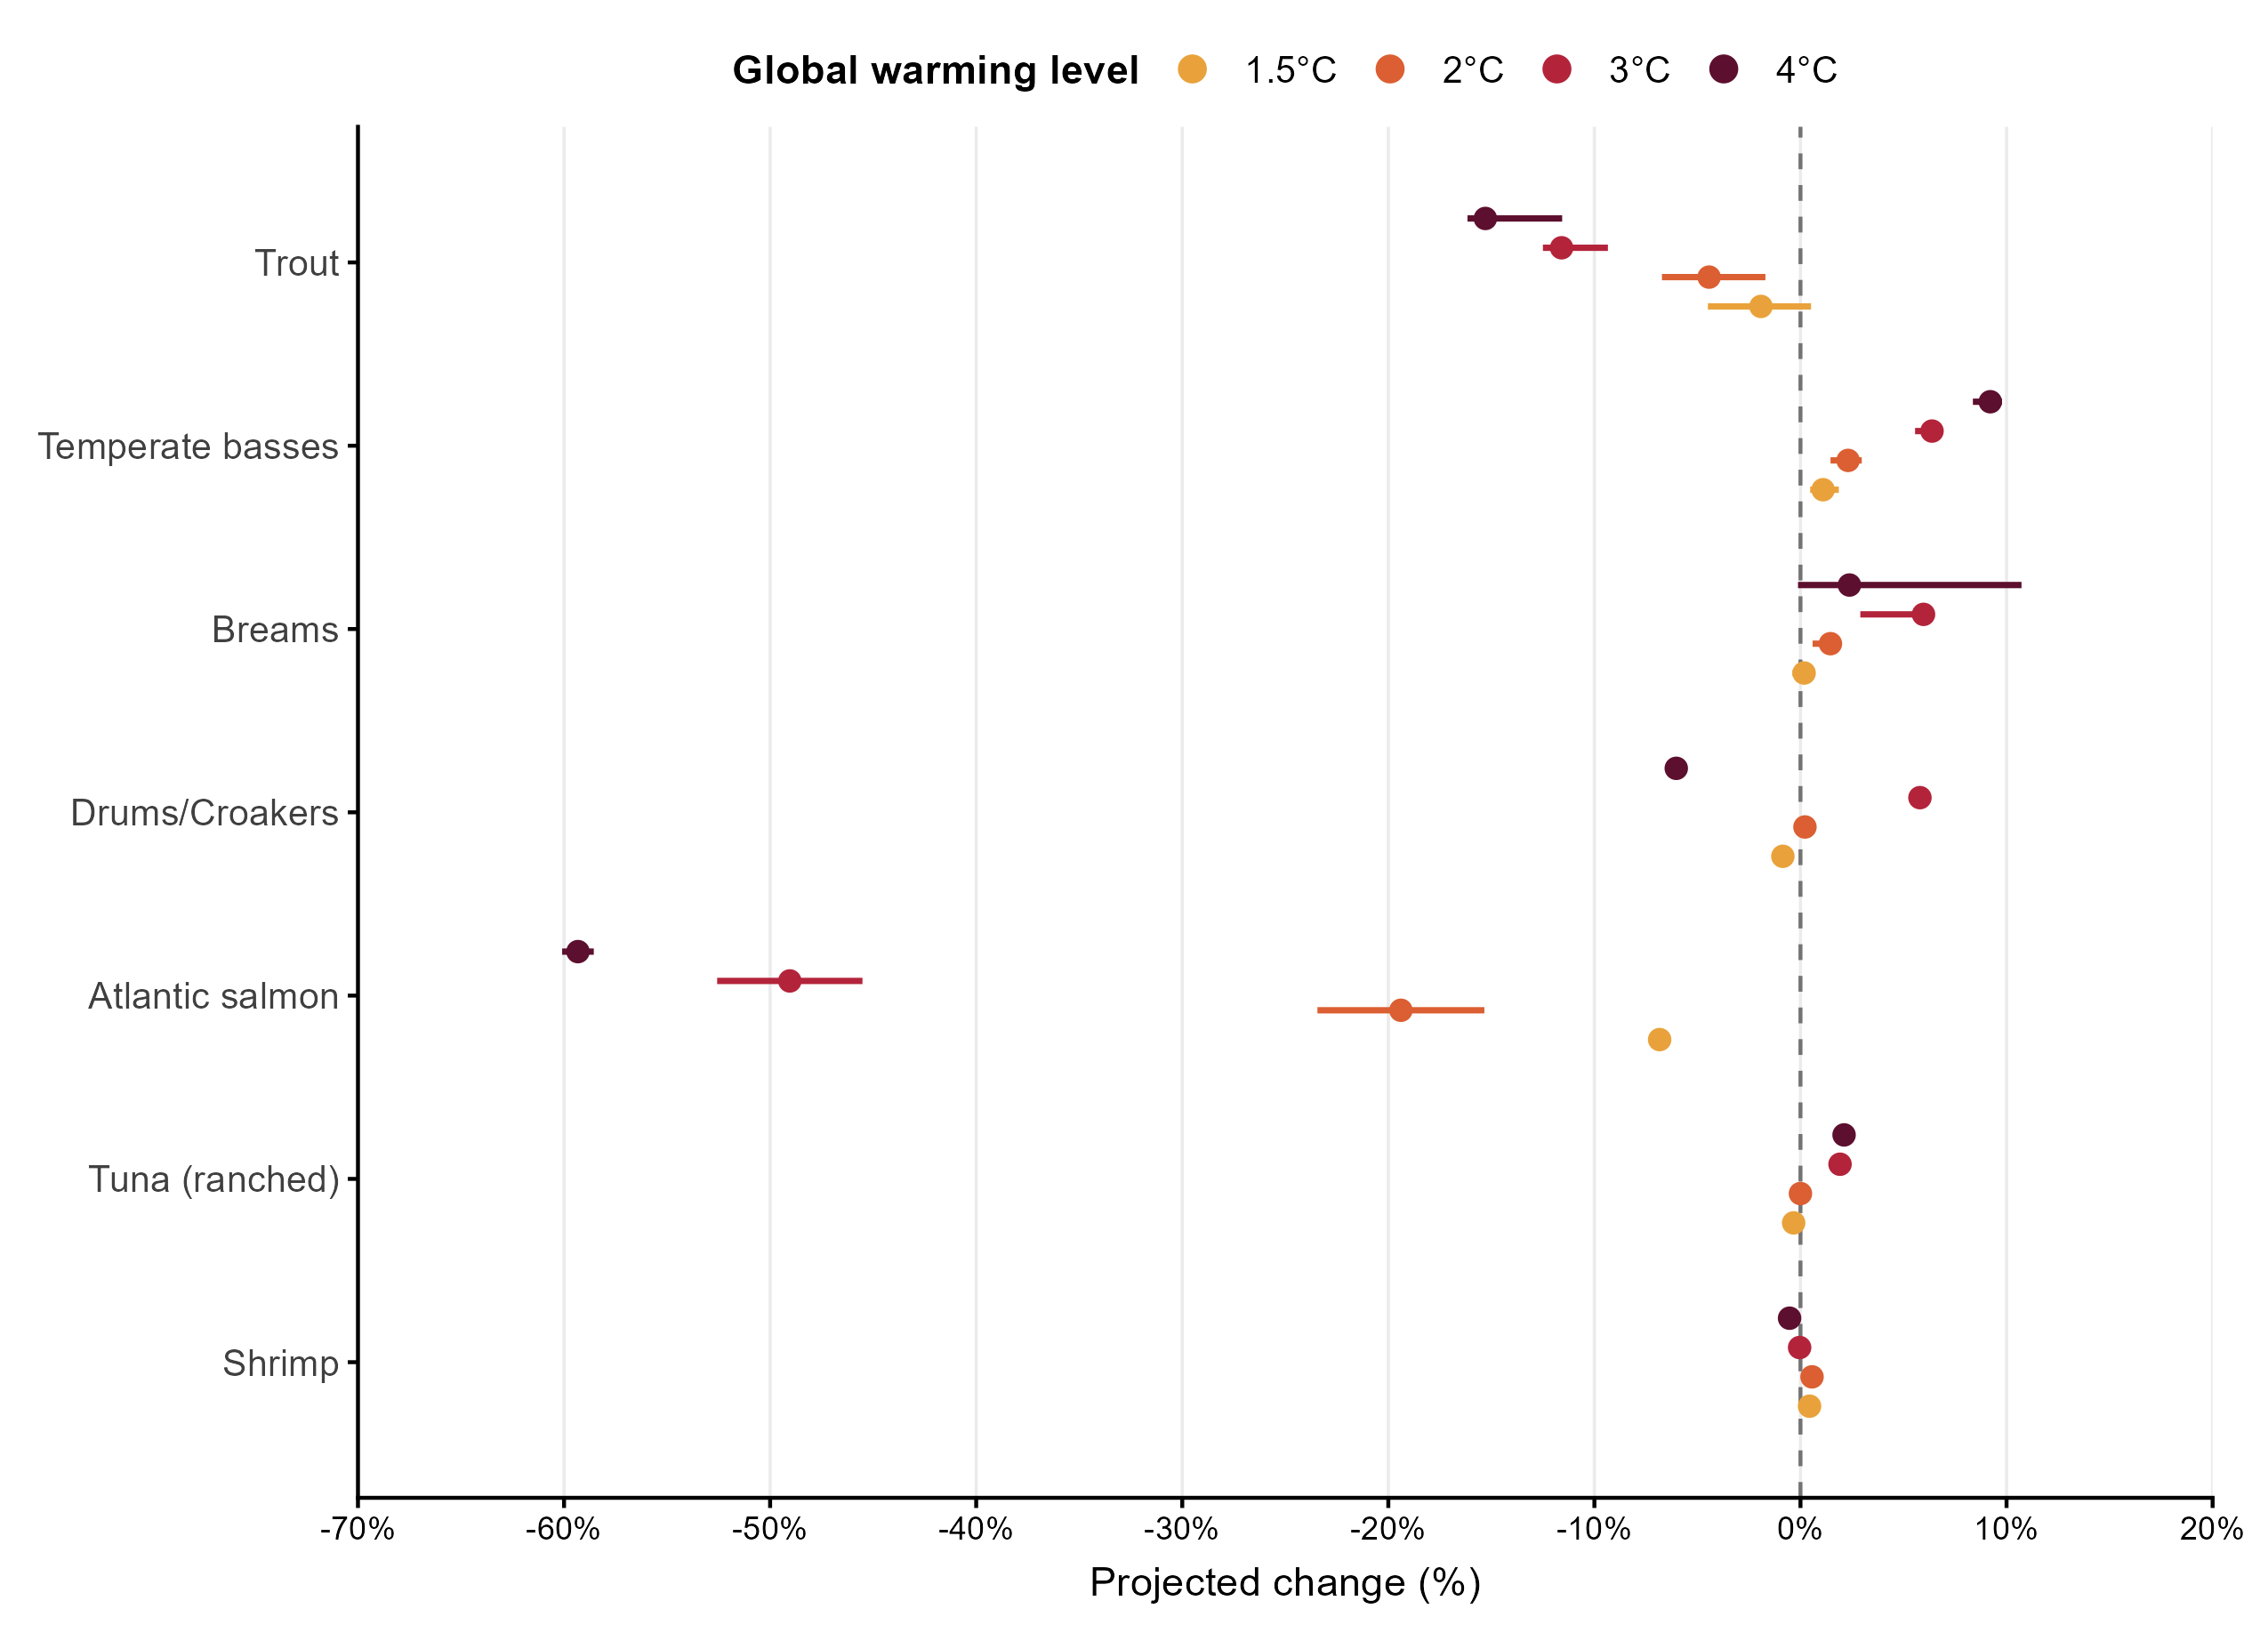 Global warming level 1.5°C 2°C 3°C 4°C
Trout
Temperate basses
Breams
Drums/Croakers
Atlantic salmon
Tuna (ranched)
Shrimp
-70% -60% -50% -40% -30% -20% -10% 0% 10% 20%
Projected change (%)